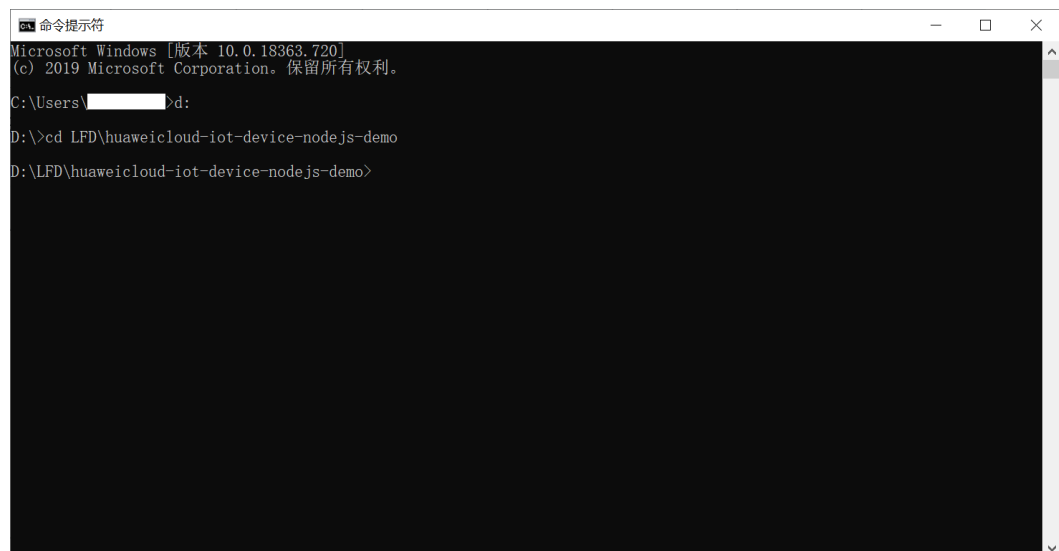 命令提示符
Microsoft Windows [版本 10.0.18363.720]
(c) 2019 Microsoft Corporation。保留所有权利。
C:\Users\ >d:
D:\>cd LFD\huaweicloud-iot-device-nodejs-demo
D:\LFD\huaweicloud-iot-device-nodejs-demo>